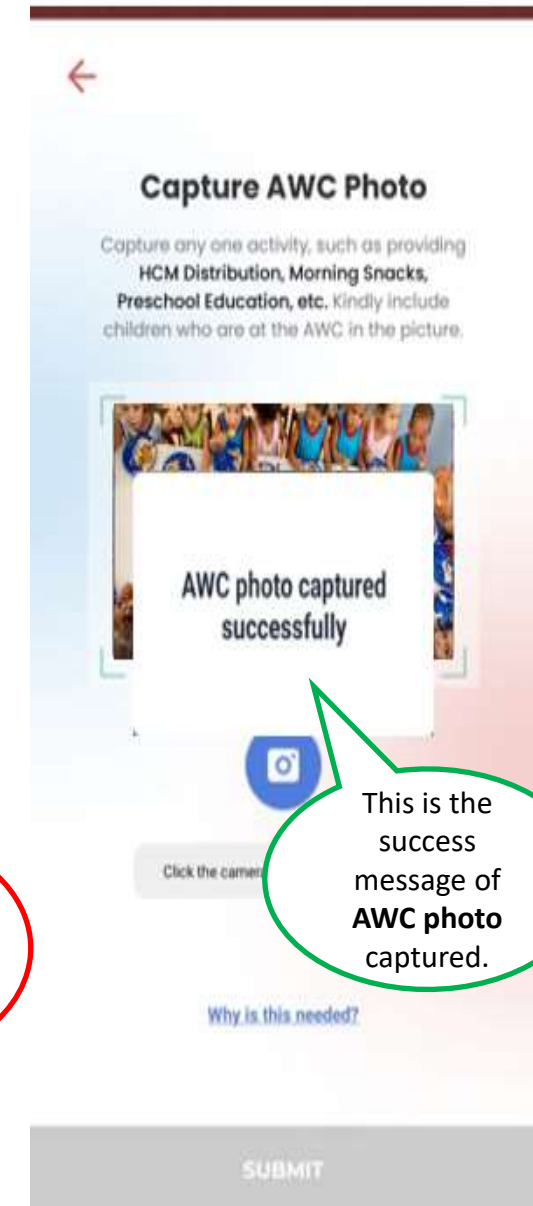 Capture AWC Photo
Capture any one activity, such as providing
HCM Distribution, Morning Snacks,
Preschool Education, etc. Kindly include
children who are at the AWC in the picture.
AWC photo captured
successfully
This is the
success
message of
AWC photo
captured.
Click the
Why is this needed?
SUBMIT